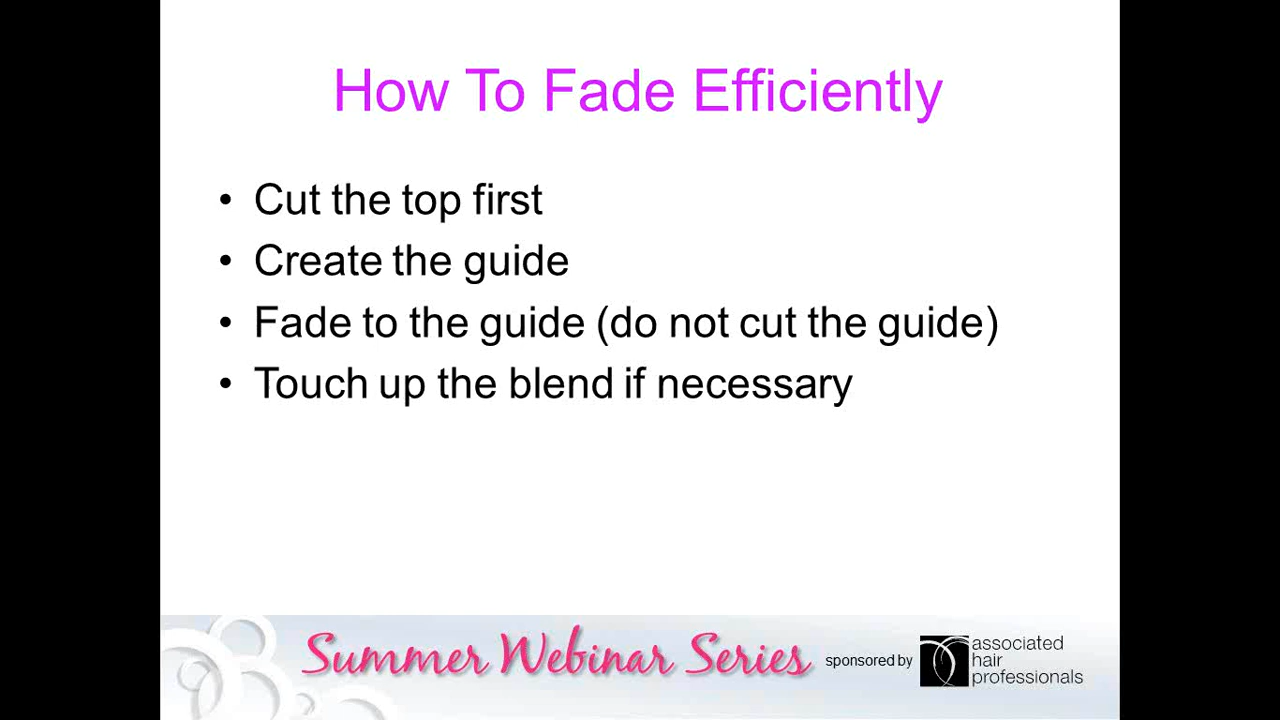 How To Fade Efficiently
• Cut the top first
• Create the guide
• Fade to the guide (do not cut the guide)
• Touch up the blend if necessary
Summer Webinar Series sponsored by
associated
hair
professionals